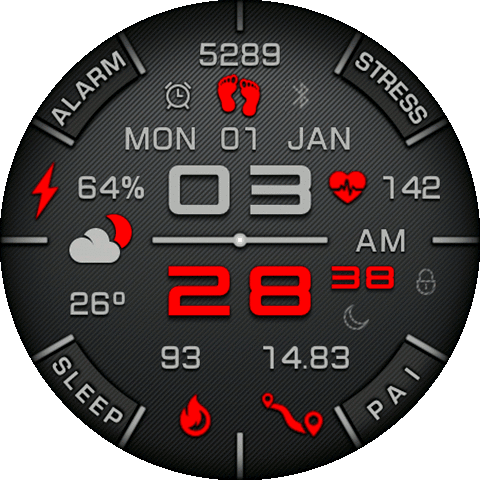 5289
ALARM
STRESS
MON 01 JAN
64% 03 142
AM
26° 28 38
93 14.83
SLEEP
PAI